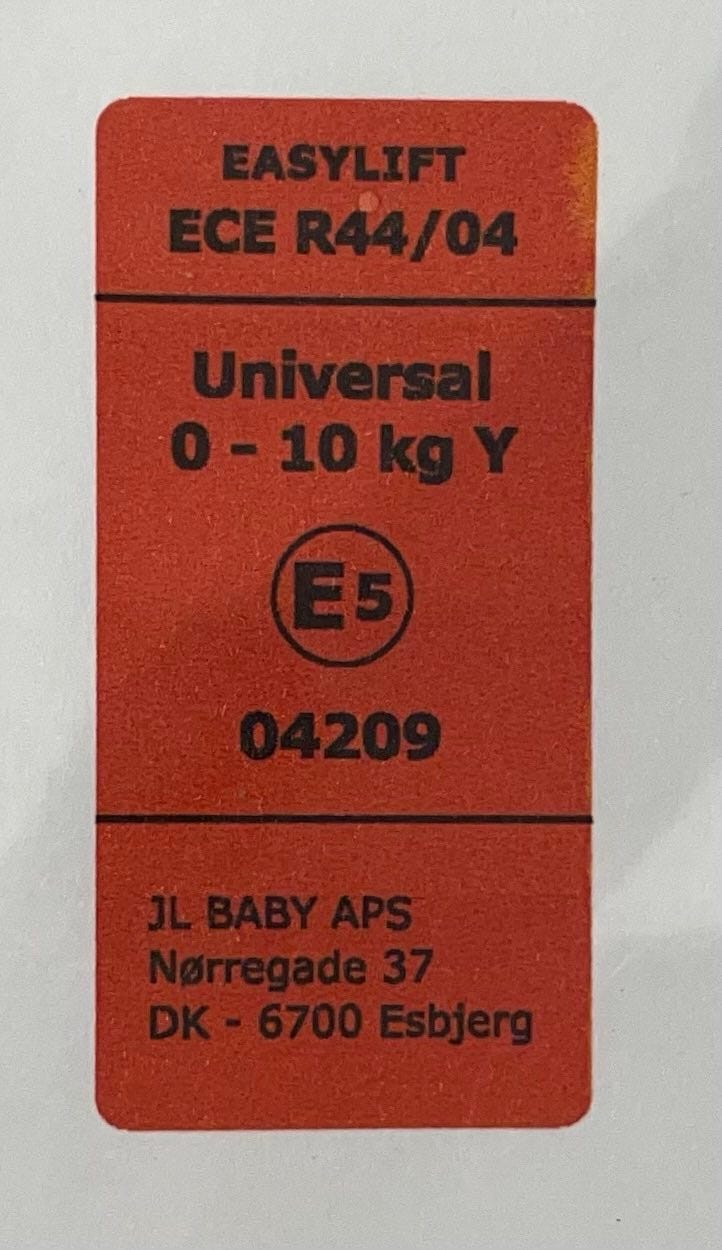 EASYLIFT
ECE R44/04
Universal
0 - 10 kg Y
E5
04209
JL BABY APS
Nørregade 37
DK - 6700 Esbjerg